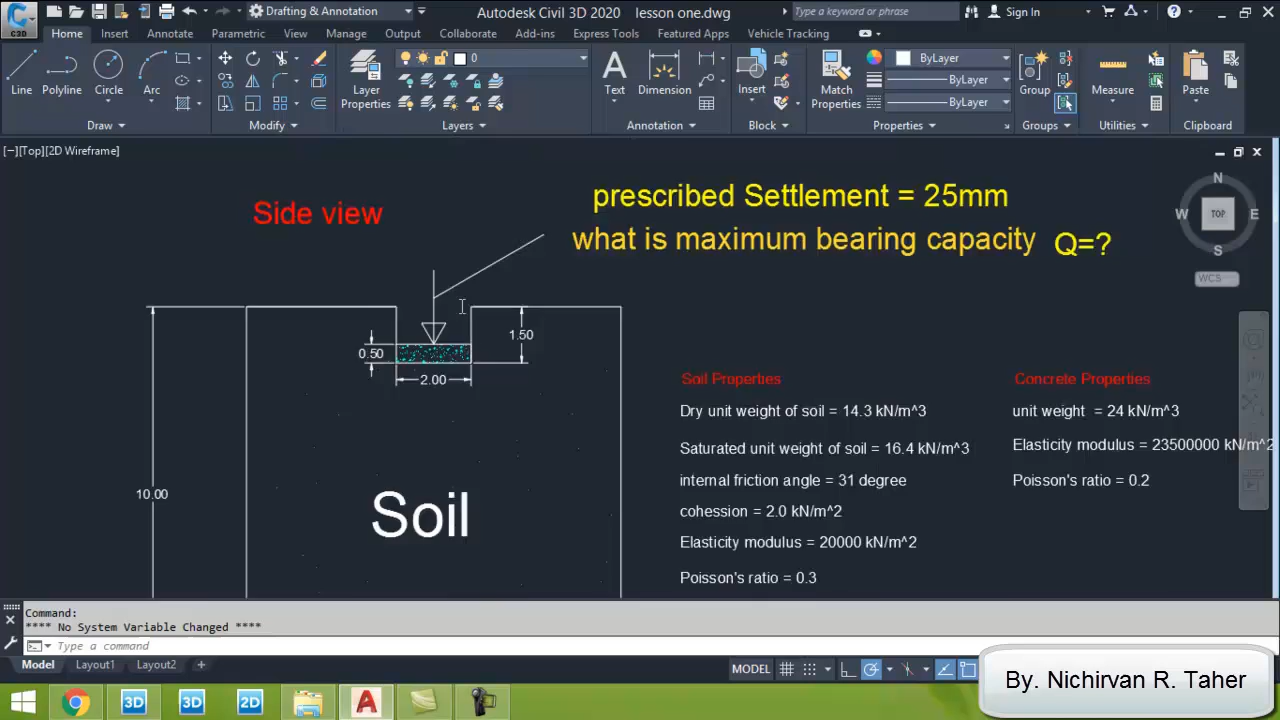 C3D
Drafting & Annotation
Autodesk Civil 3D 2020 lesson one.dwg
Type a keyword or phrase
Sign In
Home Insert Annotate Parametric View Manage Output Collaborate Add-ins Express Tools Featured Apps Vehicle Tracking
0
ByLayer
ByLayer
ByLayer
Line Polyline Circle Arc
Layer Properties
Text Dimension
Insert
Match Properties
Group
Measure
Paste
Draw Modify Layers Annotation Block Properties Groups Utilities Clipboard
[−][Top][2D Wireframe]
N
W TOP E
S
WCS
Side view
prescribed Settlement = 25mm
what is maximum bearing capacity Q=?
1.50
0.50
2.00
10.00
Soil
Soil Properties
Dry unit weight of soil = 14.3 kN/m^3
Saturated unit weight of soil = 16.4 kN/m^3
internal friction angle = 31 degree
cohession = 2.0 kN/m^2
Elasticity modulus = 20000 kN/m^2
Poisson's ratio = 0.3
Concrete Properties
unit weight = 24 kN/m^3
Elasticity modulus = 23500000 kN/m^2
Poisson's ratio = 0.2
Command:
**** No System Variable Changed ****
Type a command
Model Layout1 Layout2 +
MODEL
3D 3D 2D
By. Nichirvan R. Taher